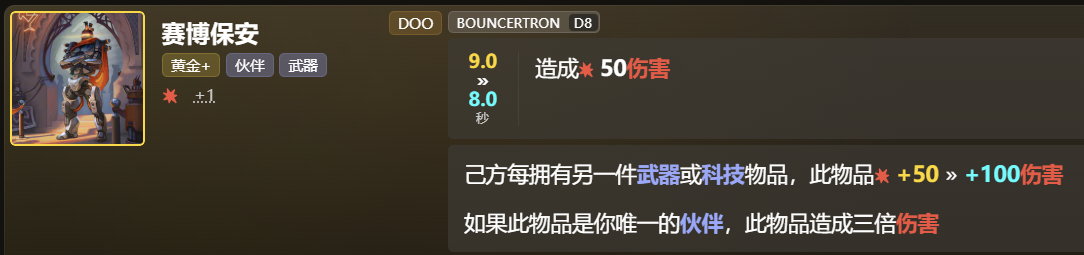 赛博保安
DOO
黄金+ 伙伴 武器
+1
BOUNCERTRON D8
9.0
»
8.0
秒
造成 50伤害
己方每拥有另一件武器或科技物品，此物品 +50 » +100伤害
如果此物品是你唯一的伙伴，此物品造成三倍伤害